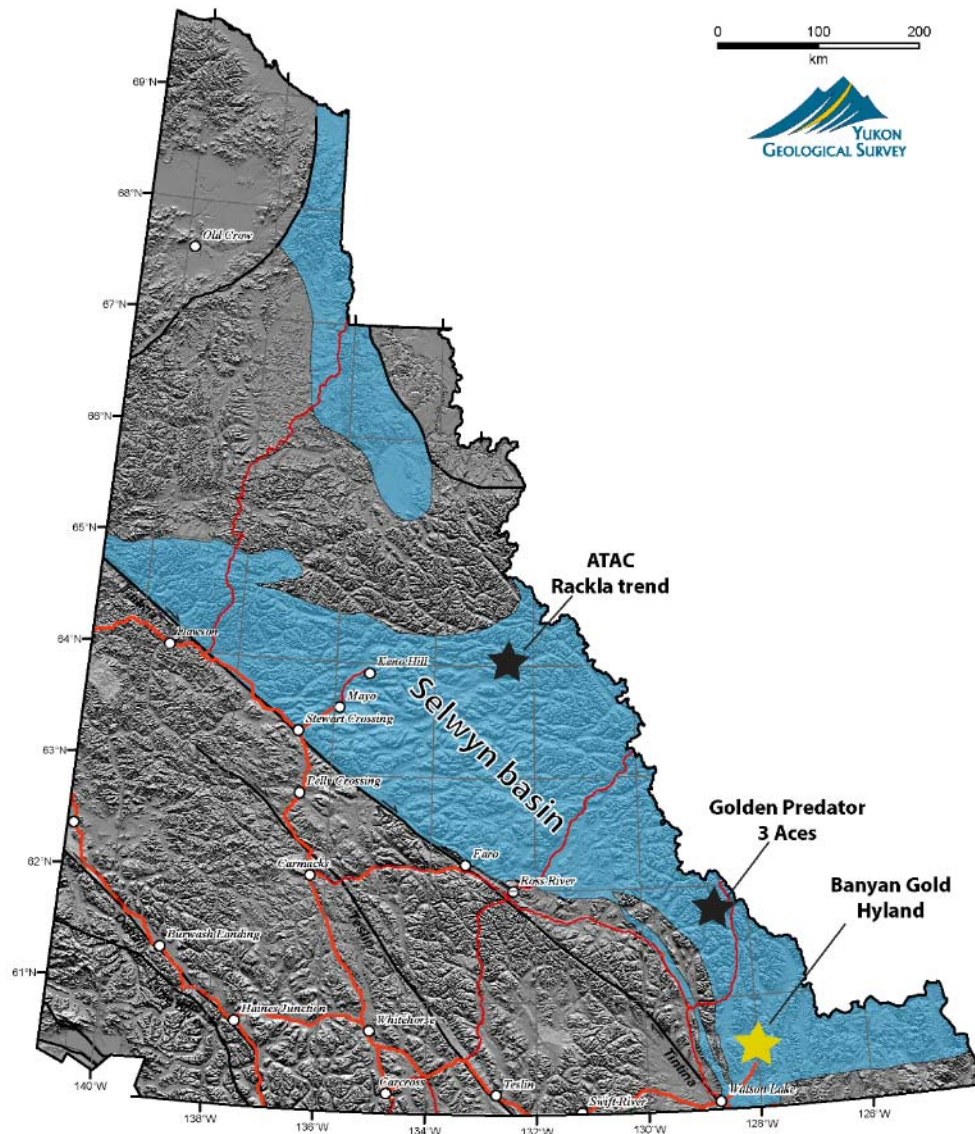 0 100 200
km
YUKON
GEOLOGICAL SURVEY
69°N
68°N
Old Crow
67°N
66°N
65°N
ATAC
Rackla trend
64°N
Dawson
Keno Hill
Mayo
Selwyn basin
Stewart Crossing
63°N
Pelly Crossing
Golden Predator
3 Aces
62°N
Faro
Carmacks
Ross River
Banyan Gold
Hyland
61°N
Burwash Landing
Haines Junction
Whitehorse
Tintina
140°W
Carcross
Teslin
Swift River
Watson Lake
138°W
136°W
134°W
132°W
130°W
128°W
126°W